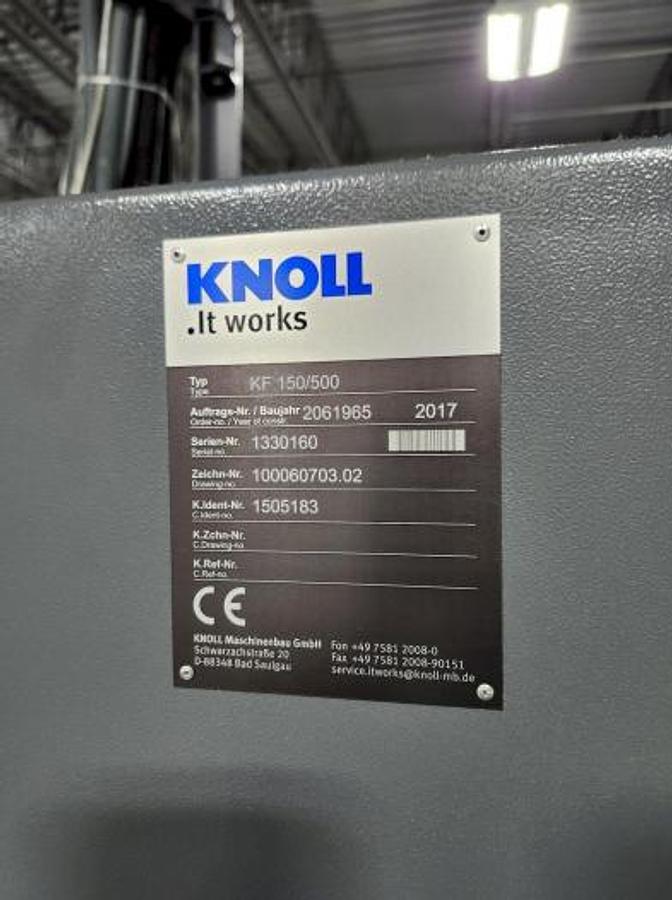 KNOLL
.It works
Typ KF 150/500
Type
Auftrags-Nr. / Baujahr 2061965 2017
Order-no. / Year of constr.
Serien-Nr. 1330160
Serial no.
Zeichn-Nr. 100060703.02
Drawing no.
K.Ident-Nr. 1505183
C.Ident-no.
K.Zchn-Nr.
C.Drawing-no.
K.Ref-Nr.
C.Ref-no.
CE
KNOLL Maschinenbau GmbH Fon +49 7581 2008-0
Schwarzachstraße 20 Fax +49 7581 2008-90151
D-88348 Bad Saulgau service.itworks@knoll-mb.de